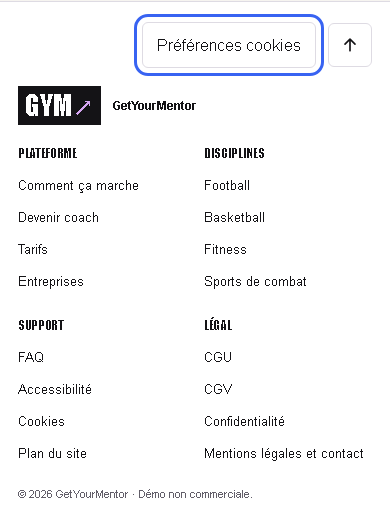 Préférences cookies
GYM↗ GetYourMentor
PLATEFORME
Comment ça marche
Devenir coach
Tarifs
Entreprises
DISCIPLINES
Football
Basketball
Fitness
Sports de combat
SUPPORT
FAQ
Accessibilité
Cookies
Plan du site
LÉGAL
CGU
CGV
Confidentialité
Mentions légales et contact
© 2026 GetYourMentor · Démo non commerciale.